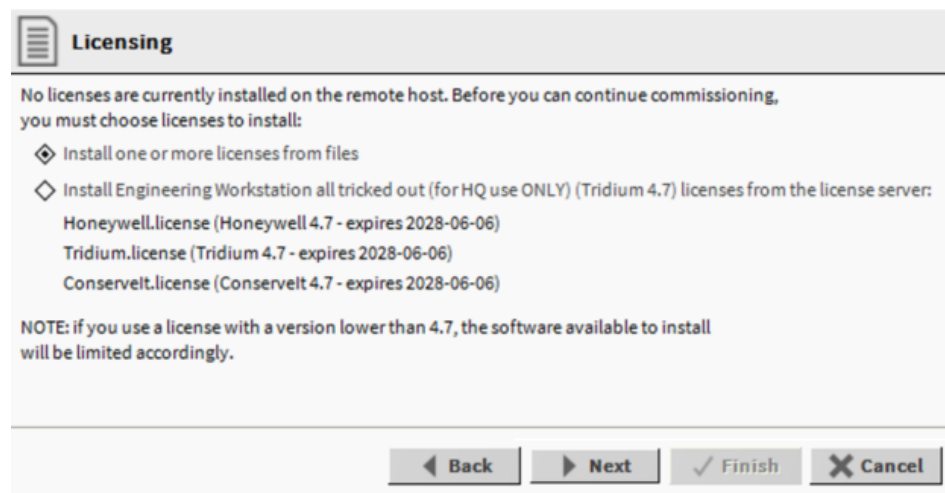 Licensing
No licenses are currently installed on the remote host. Before you can continue commissioning,
you must choose licenses to install:
Install one or more licenses from files
Install Engineering Workstation all tricked out (for HQ use ONLY) (Tridium 4.7) licenses from the license server:
Honeywell.license (Honeywell 4.7 - expires 2028-06-06)
Tridium.license (Tridium 4.7 - expires 2028-06-06)
ConserveIt.license (ConserveIt 4.7 - expires 2028-06-06)
NOTE: if you use a license with a version lower than 4.7, the software available to install
will be limited accordingly.
Back Next Finish Cancel